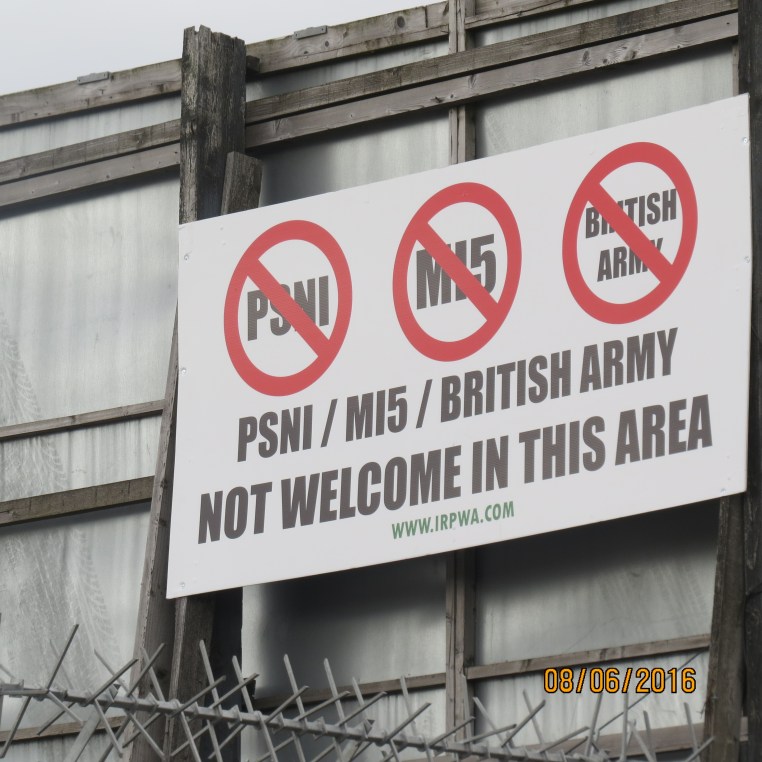 PSNI
MI5
BRITISH
ARMY
PSNI / MI5 / BRITISH ARMY
NOT WELCOME IN THIS AREA
WWW.IRPWA.COM
08/06/2016